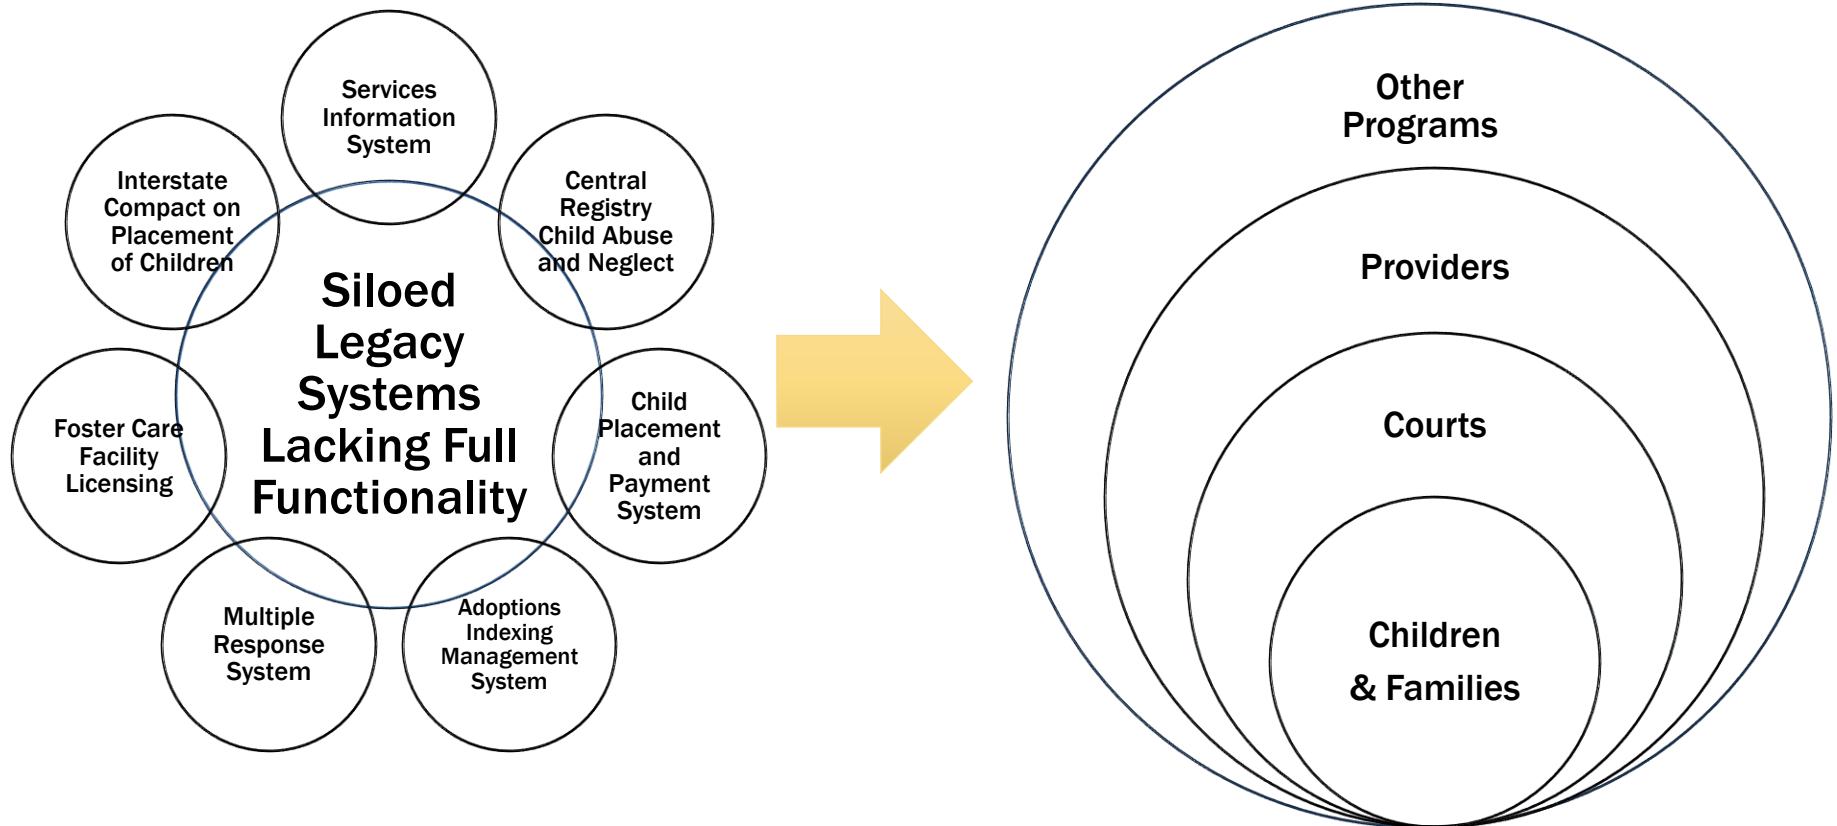 Services
Information
System
Central
Registry
Child Abuse
and Neglect
Child
Placement
and
Payment
System
Adoptions
Indexing
Management
System
Multiple
Response
System
Foster Care
Facility
Licensing
Interstate
Compact on
Placement
of Children
Siloed
Legacy
Systems
Lacking Full
Functionality
Other
Programs
Providers
Courts
Children
& Families